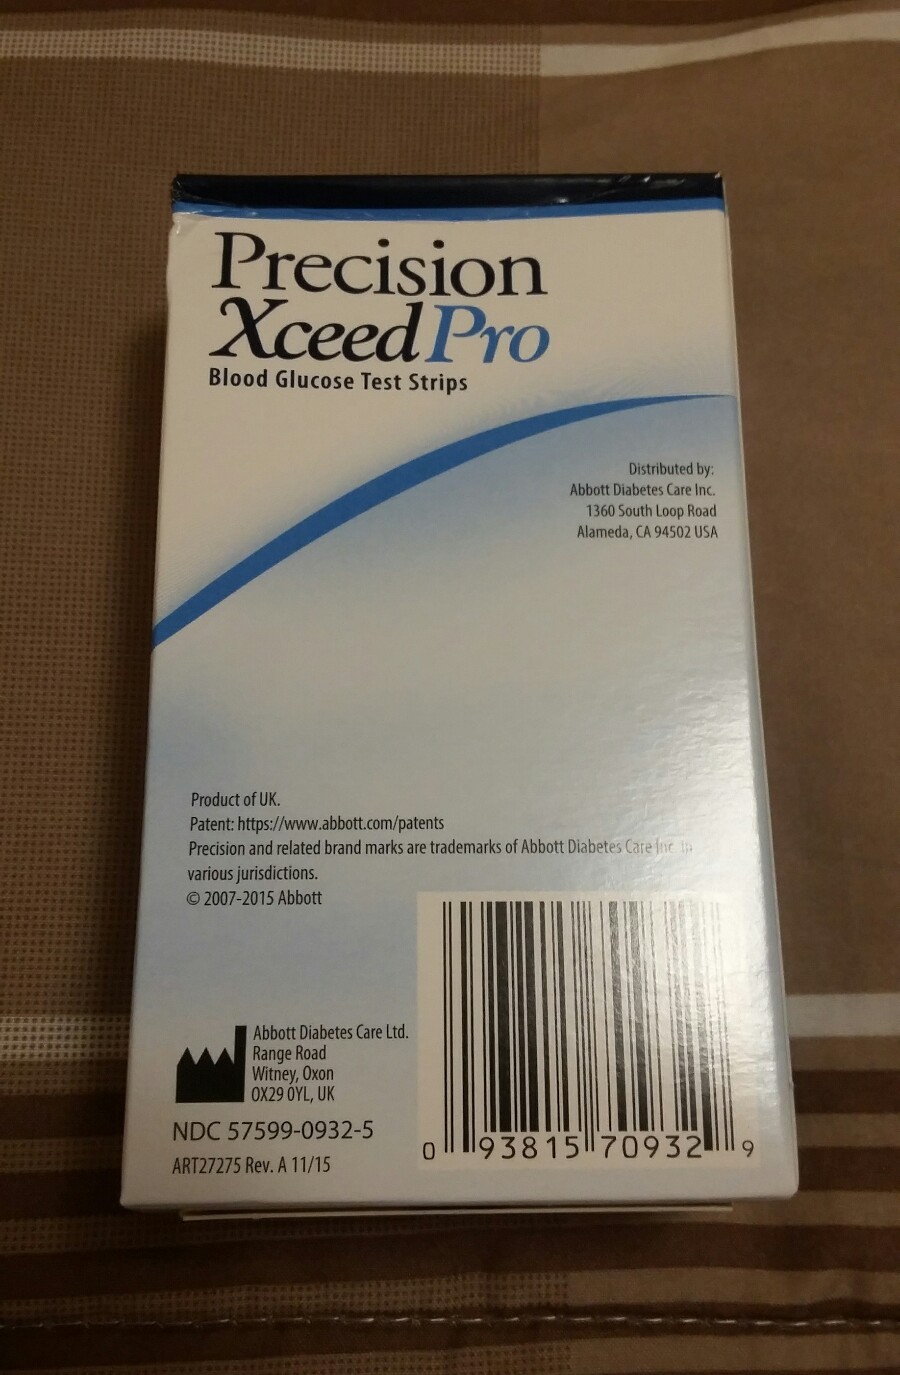 Precision
Xceed Pro
Blood Glucose Test Strips
Distributed by:
Abbott Diabetes Care Inc.
1360 South Loop Road
Alameda, CA 94502 USA
Product of UK.
Patent: https://www.abbott.com/patents
Precision and related brand marks are trademarks of Abbott Diabetes Care Inc. in
various jurisdictions.
© 2007-2015 Abbott
Abbott Diabetes Care Ltd.
Range Road
Witney, Oxon
OX29 0YL, UK
NDC 57599-0932-5
ART27275 Rev. A 11/15
0 93815 70932 9